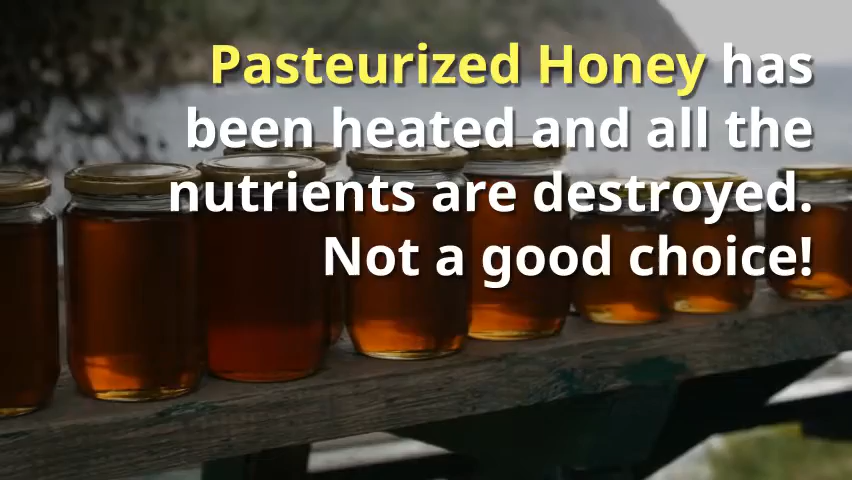 Pasteurized Honey has
been heated and all the
nutrients are destroyed.
Not a good choice!